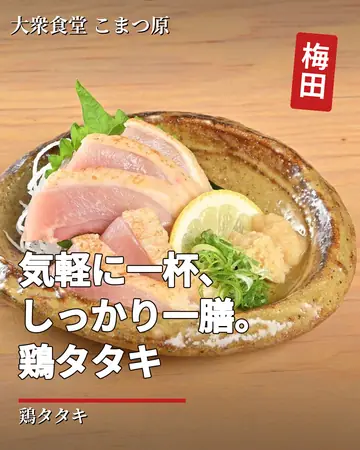 大衆食堂 こまつ原
梅田
気軽に一杯、
しっかり一膳。
鶏タタキ
鶏タタキ